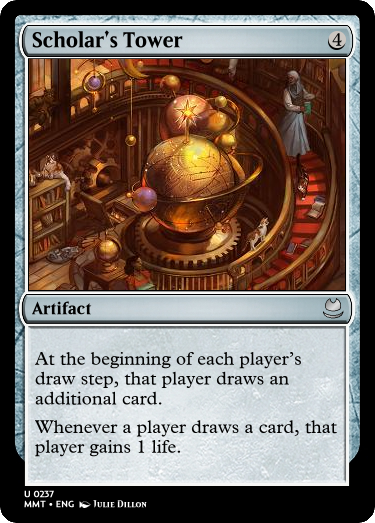 Scholar's Tower 4
Artifact
At the beginning of each player's
draw step, that player draws an
additional card.
Whenever a player draws a card, that
player gains 1 life.
U 0237
MMT • ENG Julie Dillon